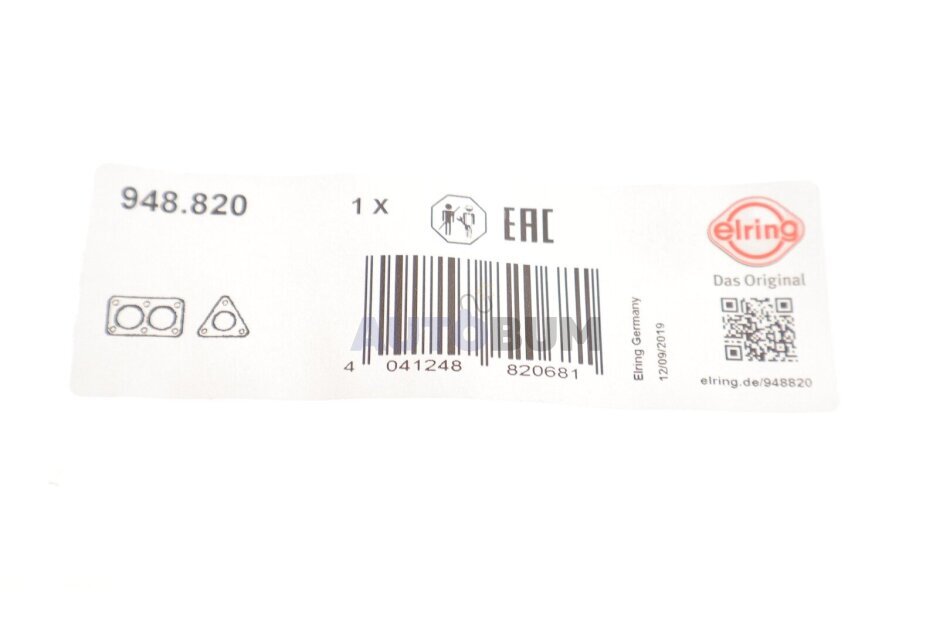 948.820
1 X
EAC
elring
Das Original
4 041248 820681
AUTOBUM
Elring Germany
12/09/2019
elring.de/948820